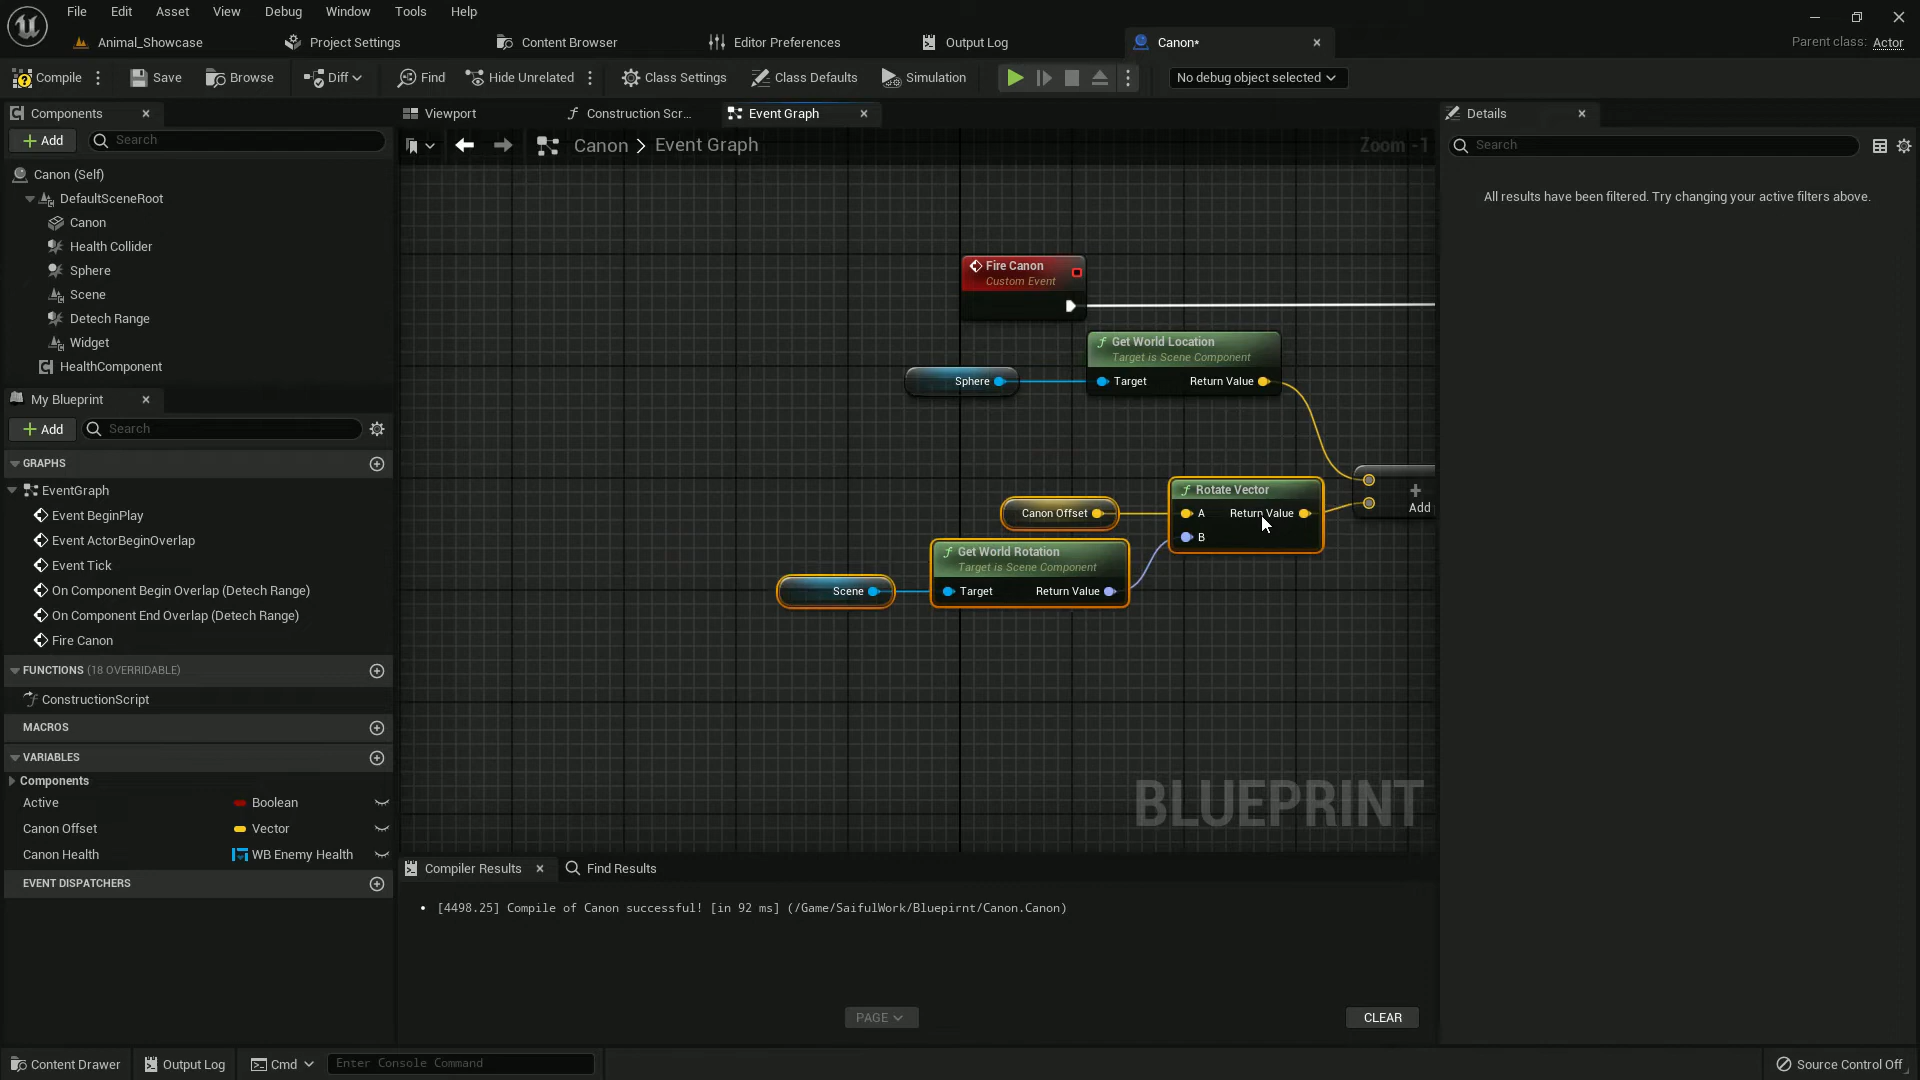 File Edit Asset View Debug Window Tools Help
Animal_Showcase Project Settings Content Browser Editor Preferences Output Log Canon* Parent class: Actor
Compile Save Browse Diff Find Hide Unrelated Class Settings Class Defaults Simulation No debug object selected
Components
Add Search
Canon (Self)
DefaultSceneRoot
Canon
Health Collider
Sphere
Scene
Detech Range
Widget
HealthComponent
My Blueprint
Add Search
GRAPHS
EventGraph
Event BeginPlay
Event ActorBeginOverlap
Event Tick
On Component Begin Overlap (Detech Range)
On Component End Overlap (Detech Range)
Fire Canon
FUNCTIONS (18 OVERRIDABLE)
ConstructionScript
MACROS
VARIABLES
Components
Active Boolean
Canon Offset Vector
Canon Health WB Enemy Health
EVENT DISPATCHERS
Viewport Construction Scr... Event Graph
Canon > Event Graph Zoom -1
Fire Canon
Custom Event
Get World Location
Target is Scene Component
Sphere Target Return Value
Rotate Vector
Canon Offset A Return Value
B
Add
Get World Rotation
Target is Scene Component
Scene Target Return Value
BLUEPRINT
Compiler Results Find Results
• [4498.25] Compile of Canon successful! [in 92 ms] (/Game/SaifulWork/Bluepirnt/Canon.Canon)
PAGE CLEAR
Details
Search
All results have been filtered. Try changing your active filters above.
Content Drawer Output Log Cmd Enter Console Command Source Control Off